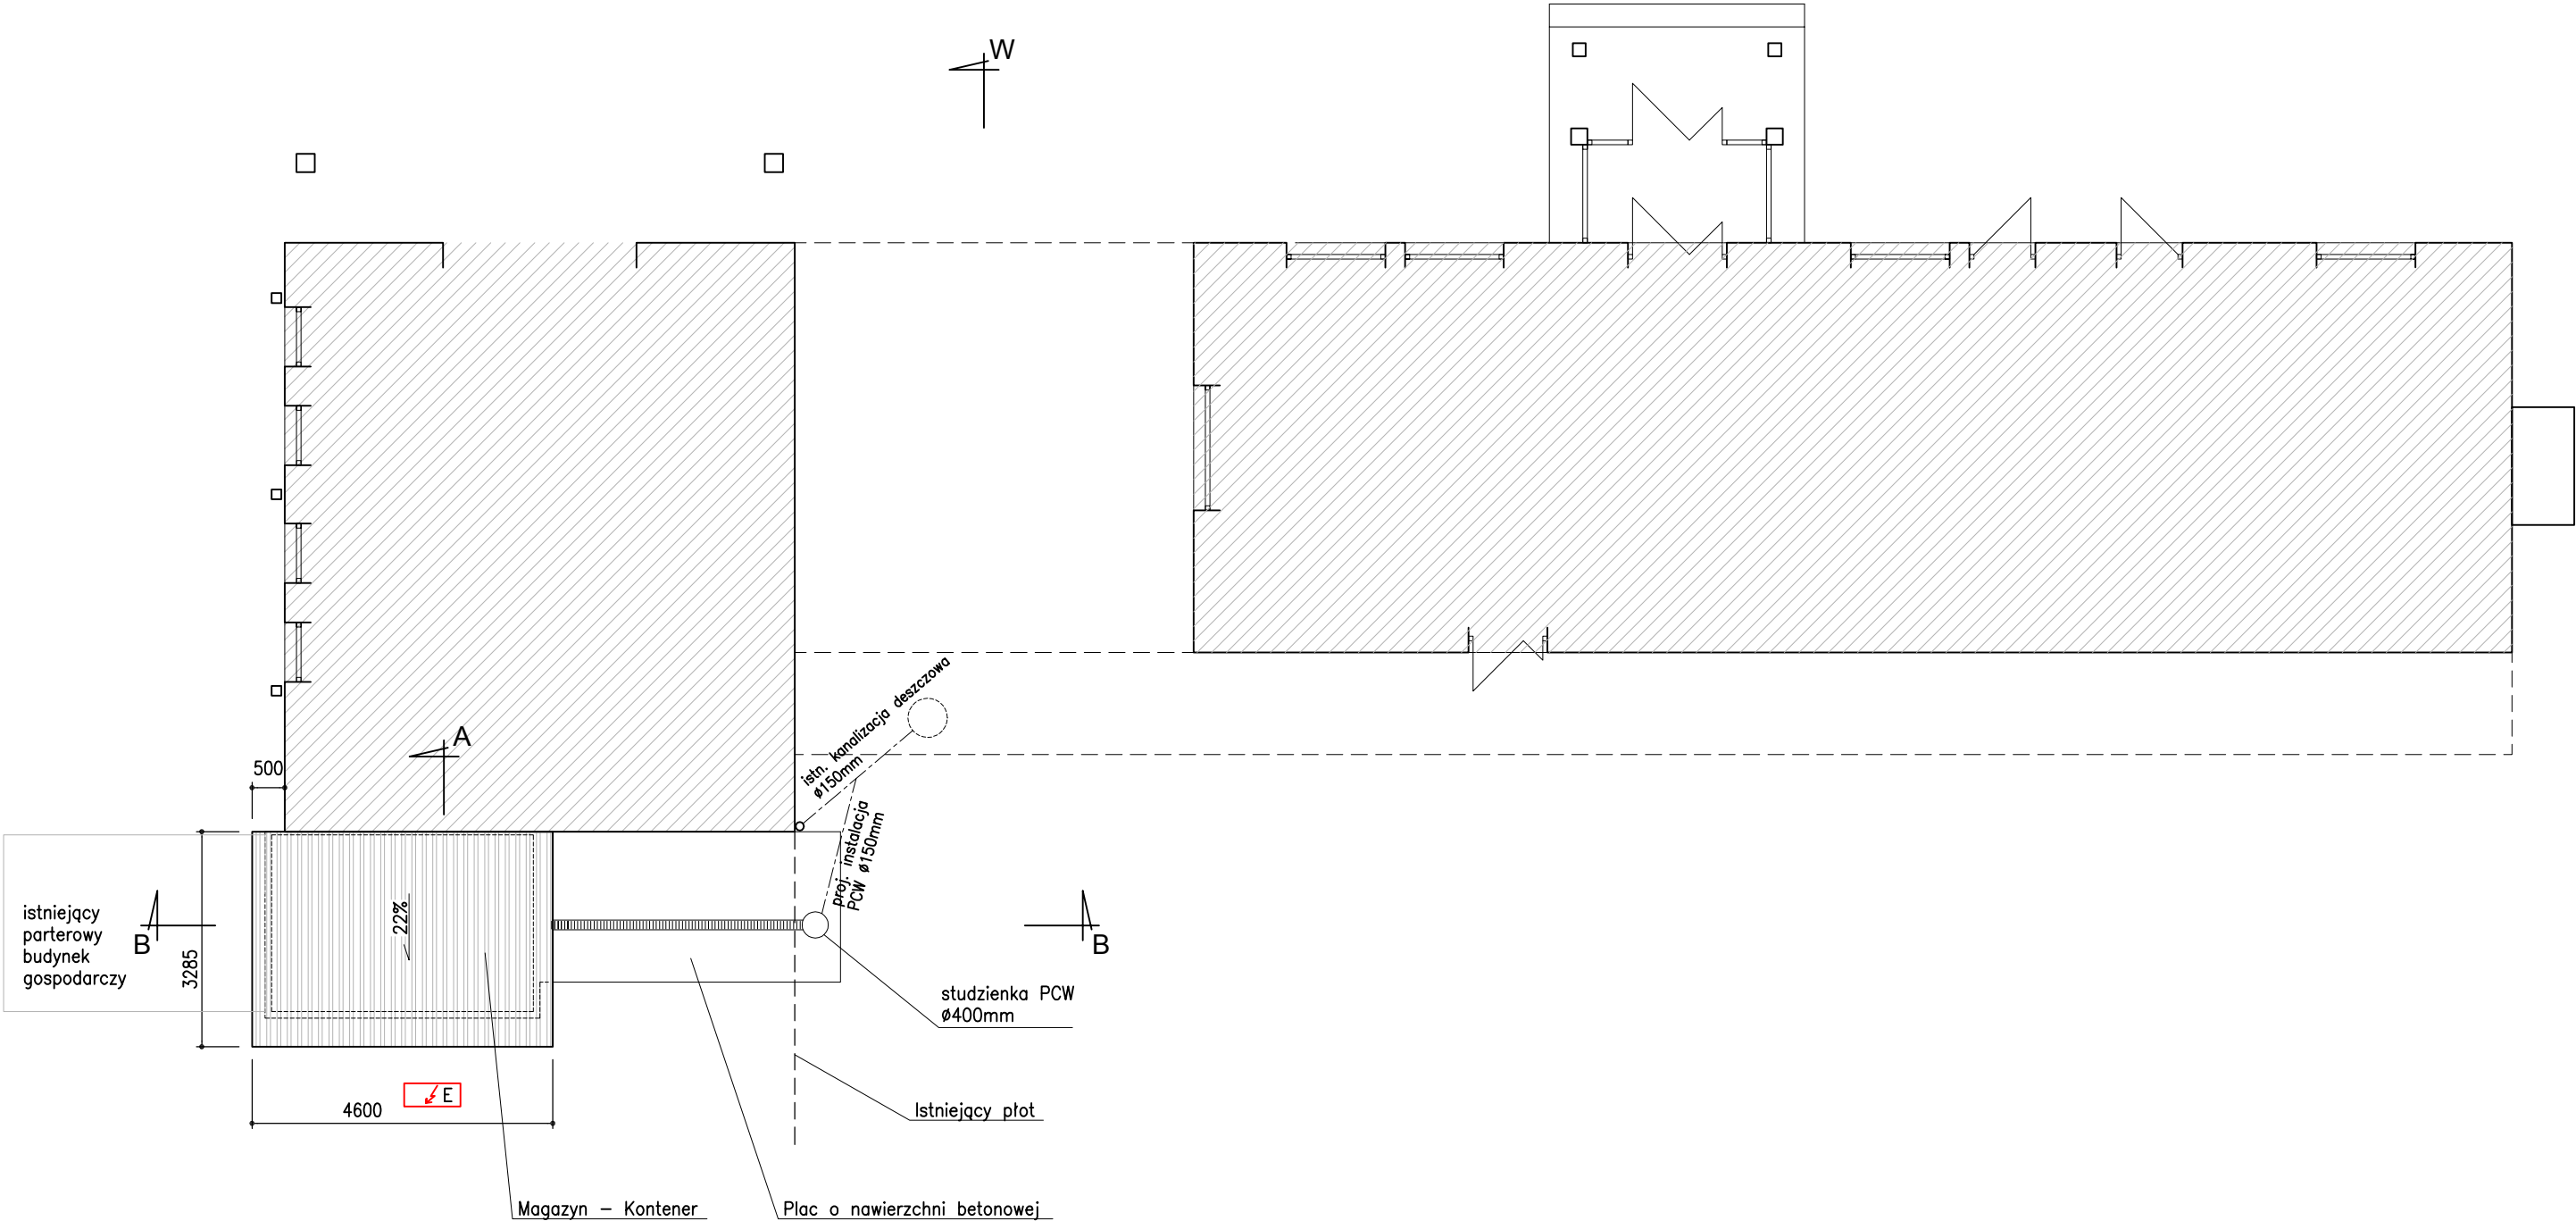 W
istn. kanalizacja deszczowa
ø150mm
A
500
proj. instalacja
PCW ø150mm
22%
istniejący
parterowy
budynek
gospodarczy
B
B
3285
studzienka PCW
ø400mm
E
4600
Istniejący płot
Magazyn – Kontener
Plac o nawierzchni betonowej